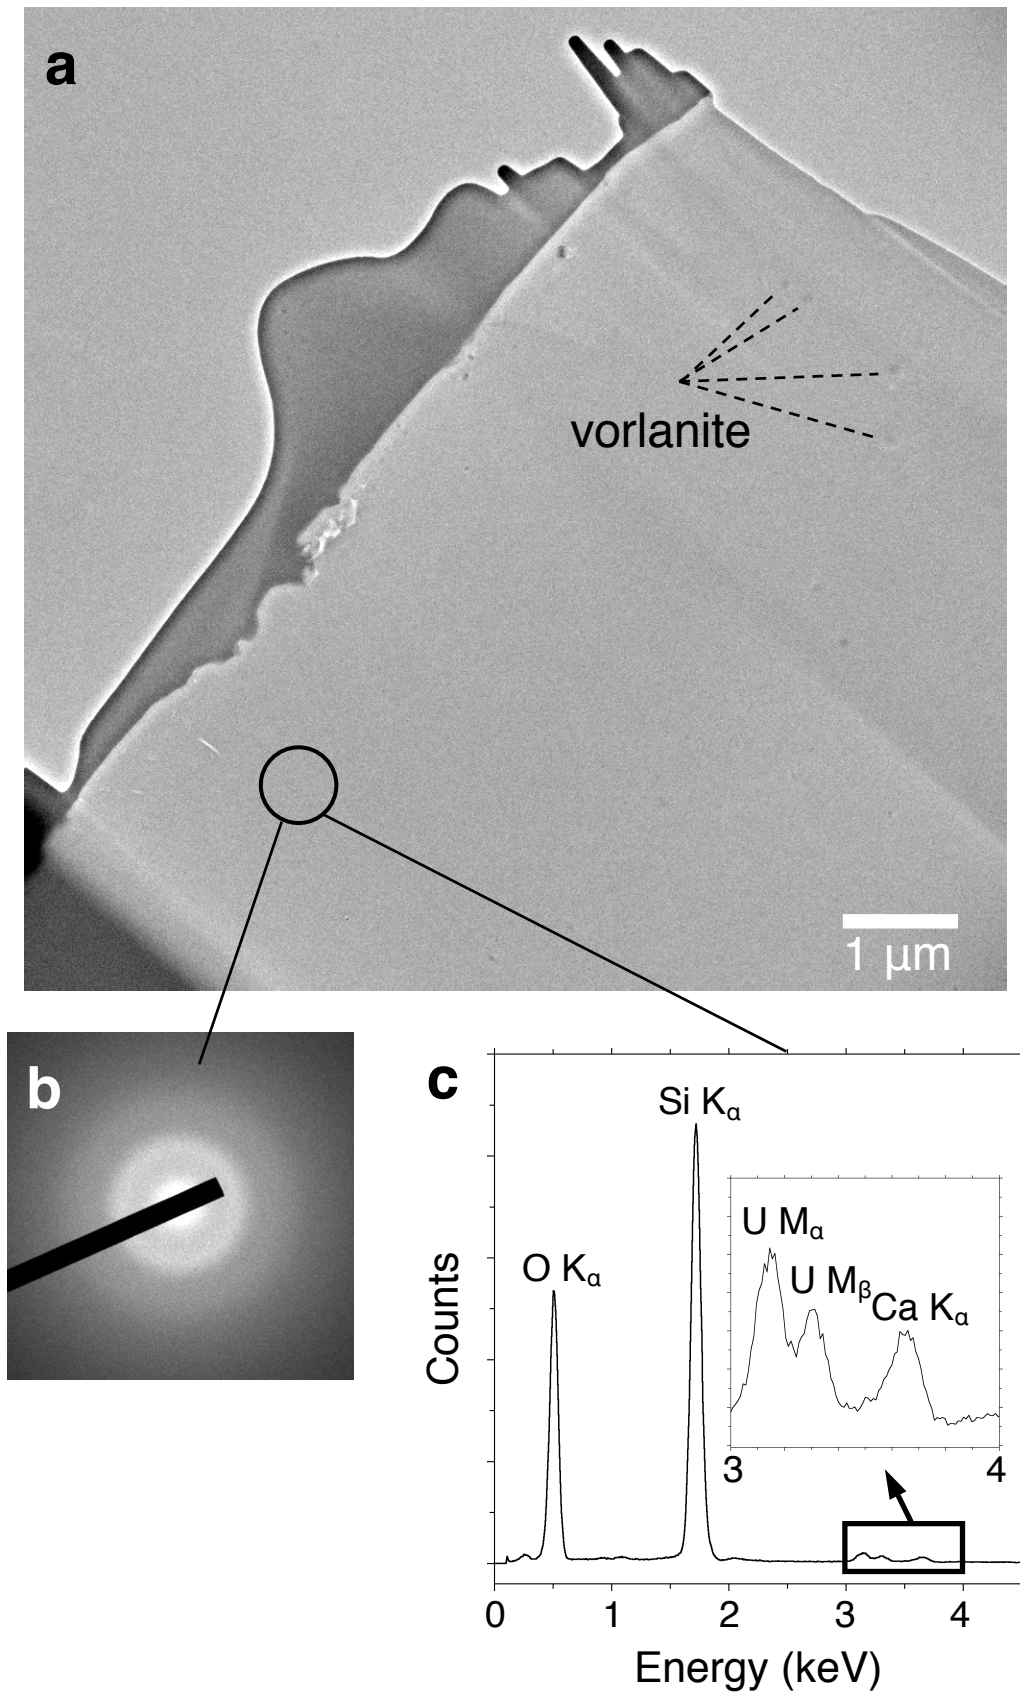 a
vorlanite
1 µm
b
c
Si Kα
U Mα
O Kα
U Mβ
Ca Kα
Counts
3 4
0 1 2 3 4
Energy (keV)